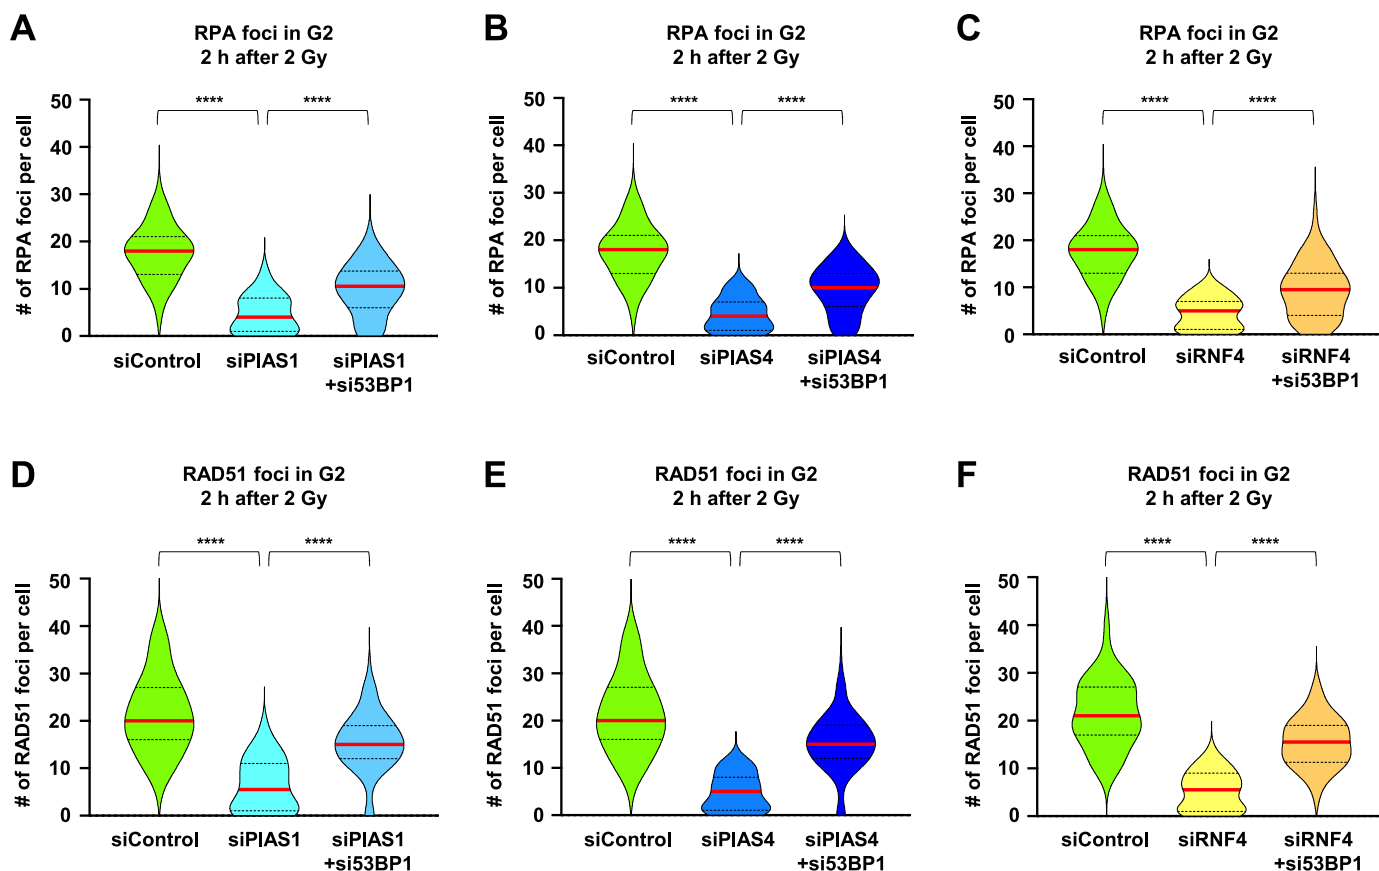 A
RPA foci in G2
2 h after 2 Gy
# of RPA foci per cell
50
40
30
20
10
0
****
****
siControl
siPIAS1
siPIAS1
+si53BP1
B
RPA foci in G2
2 h after 2 Gy
# of RPA foci per cell
50
40
30
20
10
0
****
****
siControl
siPIAS4
siPIAS4
+si53BP1
C
RPA foci in G2
2 h after 2 Gy
# of RPA foci per cell
50
40
30
20
10
0
****
****
siControl
siRNF4
siRNF4
+si53BP1
D
RAD51 foci in G2
2 h after 2 Gy
# of RAD51 foci per cell
50
40
30
20
10
0
****
****
siControl
siPIAS1
siPIAS1
+si53BP1
E
RAD51 foci in G2
2 h after 2 Gy
# of RAD51 foci per cell
50
40
30
20
10
0
****
****
siControl
siPIAS4
siPIAS4
+si53BP1
F
RAD51 foci in G2
2 h after 2 Gy
# of RAD51 foci per cell
50
40
30
20
10
0
****
****
siControl
siRNF4
siRNF4
+si53BP1